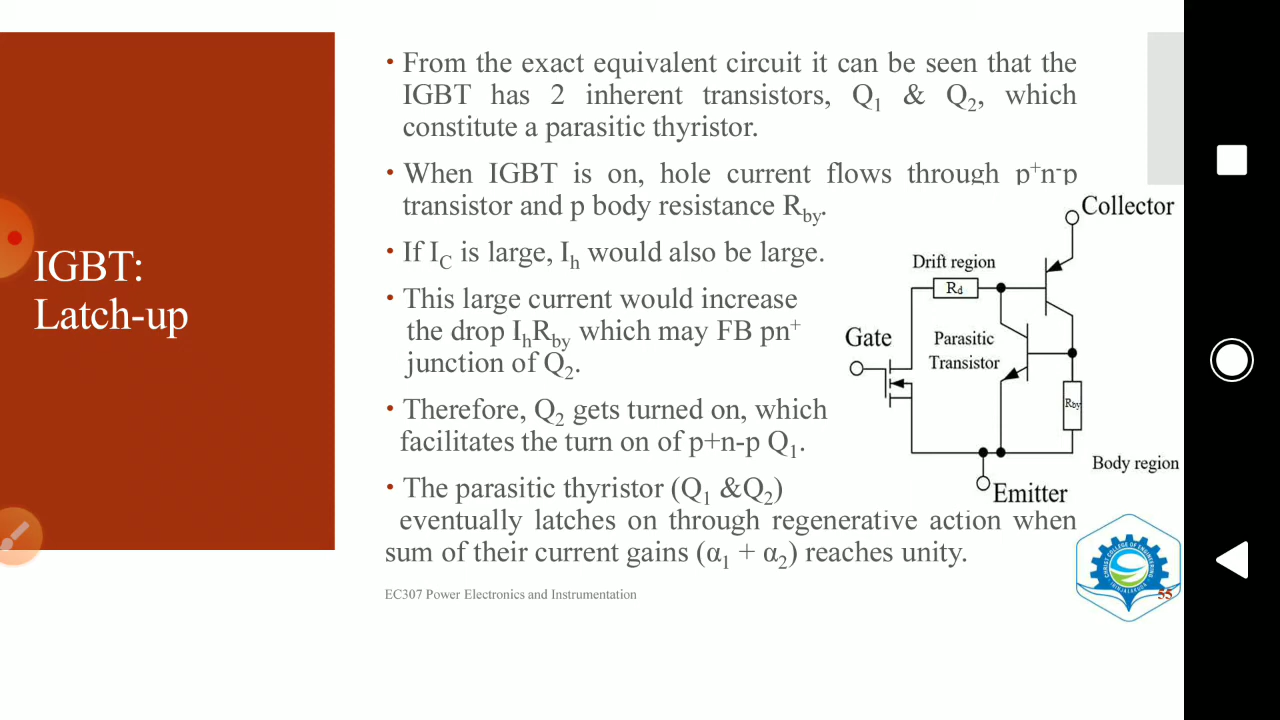 IGBT:
Latch-up
• From the exact equivalent circuit it can be seen that the
IGBT has 2 inherent transistors, Q₁ & Q₂, which
constitute a parasitic thyristor.
• When IGBT is on, hole current flows through p⁺n⁻p
transistor and p body resistance R_by.
• If I_C is large, I_h would also be large.
• This large current would increase
the drop I_hR_by which may FB pn⁺
junction of Q₂.
• Therefore, Q₂ gets turned on, which
facilitates the turn on of p+n-p Q₁.
• The parasitic thyristor (Q₁ &Q₂)
eventually latches on through regenerative action when
sum of their current gains (α₁ + α₂) reaches unity.
Collector
Drift region
Rd
Gate
Parasitic
Transistor
Rby
Body region
Emitter
EC307 Power Electronics and Instrumentation
55